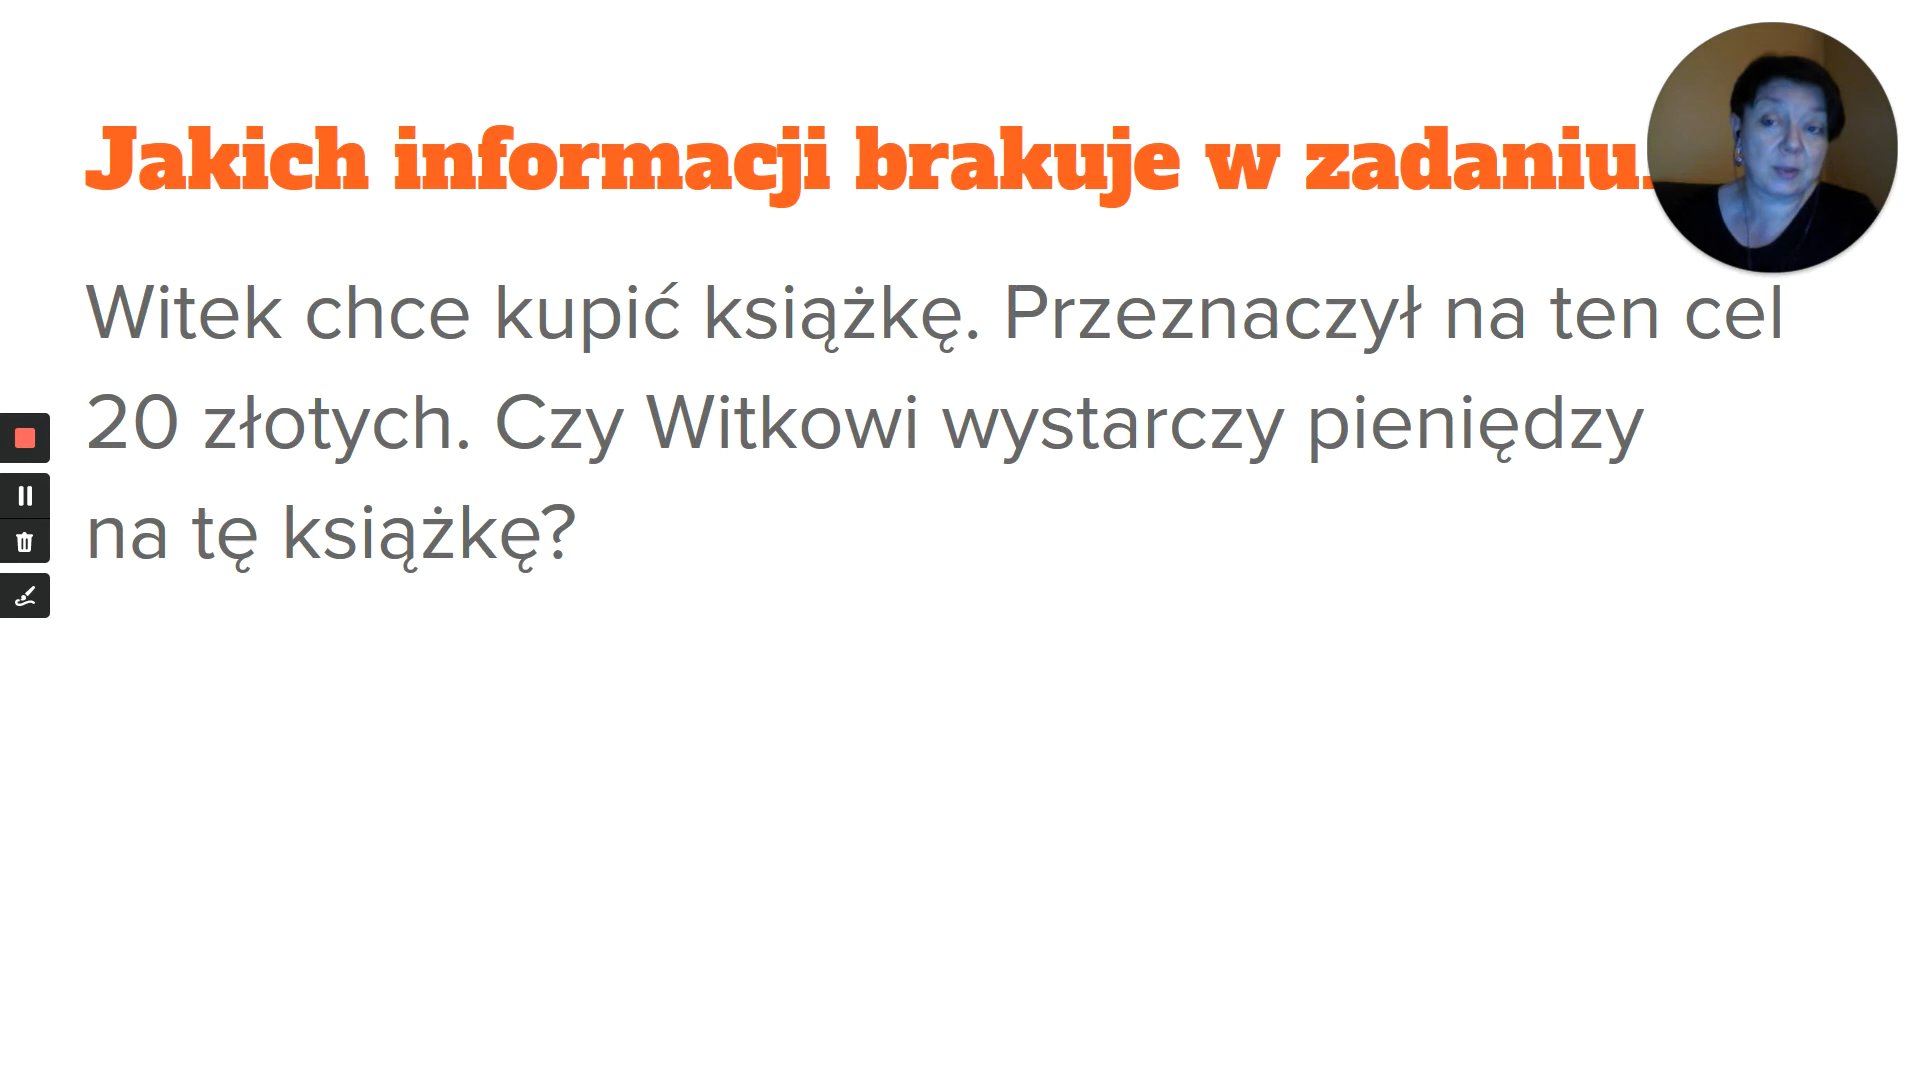 Jakich informacji brakuje w zadaniu
Witek chce kupić książkę. Przeznaczył na ten cel
20 złotych. Czy Witkowi wystarczy pieniędzy
na tę książkę?